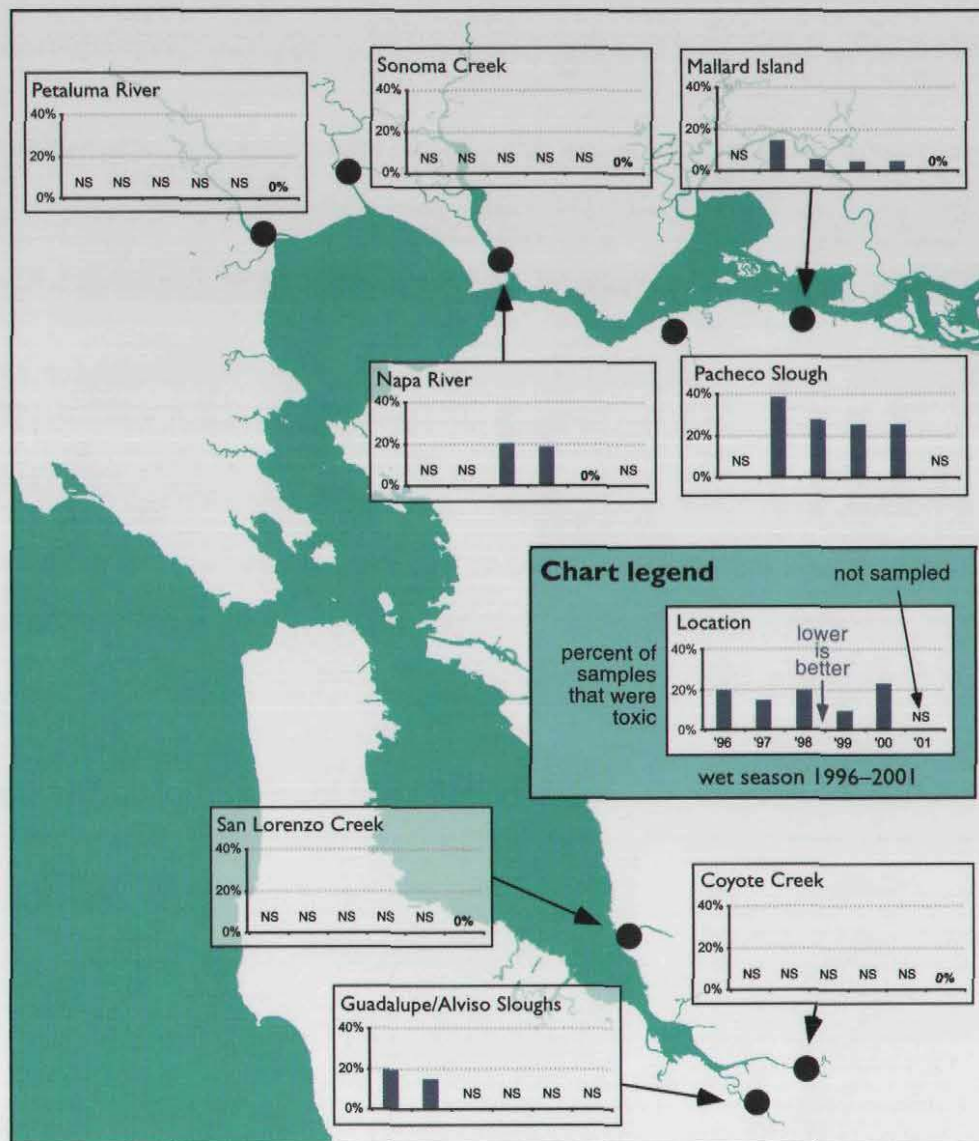 Petaluma River
40%
20%
0%
NS NS NS NS NS 0%
Sonoma Creek
40%
20%
0%
NS NS NS NS NS 0%
Mallard Island
40%
20%
0%
NS 0%
Napa River
40%
20%
0%
NS NS 0% NS
Pacheco Slough
40%
20%
0%
NS NS
Chart legend
not sampled
percent of
samples
that were
toxic
Location
lower
is
better
40%
20%
0%
NS
'96 '97 '98 '99 '00 '01
wet season 1996–2001
San Lorenzo Creek
40%
20%
0%
NS NS NS NS NS 0%
Coyote Creek
40%
20%
0%
NS NS NS NS NS 0%
Guadalupe/Alviso Sloughs
40%
20%
0%
NS NS NS NS